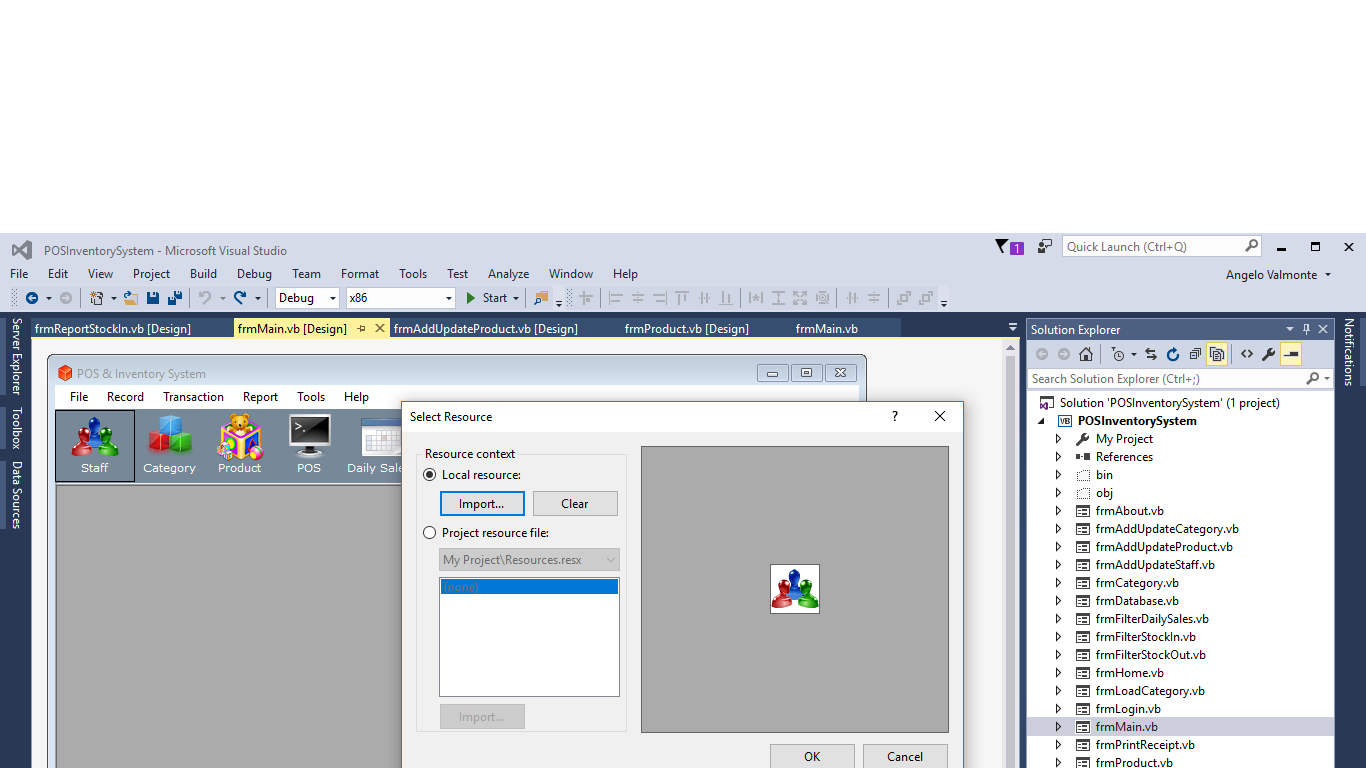 POSInventorySystem - Microsoft Visual Studio
1
Quick Launch (Ctrl+Q)
File Edit View Project Build Debug Team Format Tools Test Analyze Window Help
Angelo Valmonte
Debug x86 Start
frmReportStockIn.vb [Design] frmMain.vb [Design] frmAddUpdateProduct.vb [Design] frmProduct.vb [Design] frmMain.vb
Server Explorer
Toolbox
Data Sources
POS & Inventory System
File Record Transaction Report Tools Help
Staff Category Product POS Daily Sale
>_
Select Resource
?
Resource context
Local resource:
Import... Clear
Project resource file:
My Project\Resources.resx
(none)
Import...
OK Cancel
Solution Explorer
Search Solution Explorer (Ctrl+;)
Solution 'POSInventorySystem' (1 project)
VB POSInventorySystem
My Project
References
bin
obj
frmAbout.vb
frmAddUpdateCategory.vb
frmAddUpdateProduct.vb
frmAddUpdateStaff.vb
frmCategory.vb
frmDatabase.vb
frmFilterDailySales.vb
frmFilterStockIn.vb
frmFilterStockOut.vb
frmHome.vb
frmLoadCategory.vb
frmLogin.vb
frmMain.vb
frmPrintReceipt.vb
frmProduct.vb
Notifications